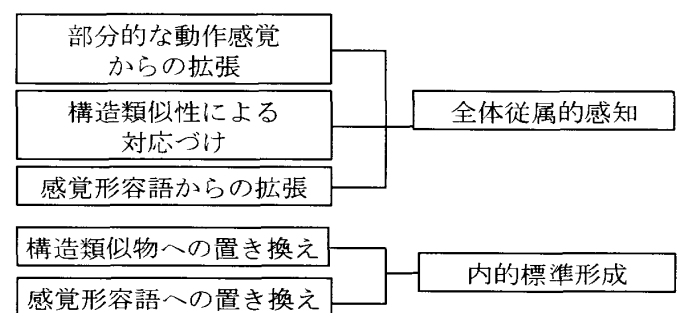 部分的な動作感覚
からの拡張
構造類似性による
対応づけ
全体従属的感知
感覚形容語からの拡張
構造類似物への置き換え
内的標準形成
感覚形容語への置き換え